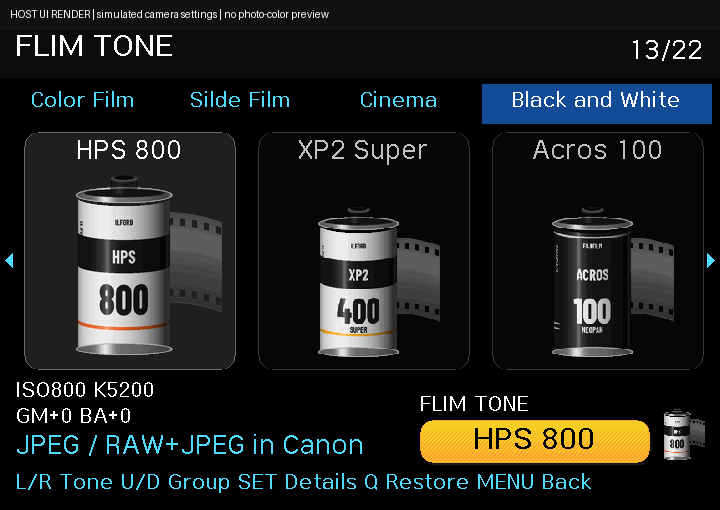 HOST UI RENDER | simulated camera settings | no photo-color preview
FLIM TONE
13/22
Color Film
Silde Film
Cinema
Black and White
HPS 800
XP2 Super
Acros 100
ILFORD
HPS
800
ILFORD
XP2
400
SUPER
FUJIFILM
ACROS
100
NEOPAN
ISO800 K5200
GM+0 BA+0
JPEG / RAW+JPEG in Canon
FLIM TONE
HPS 800
HPS
800
L/R Tone U/D Group SET Details Q Restore MENU Back